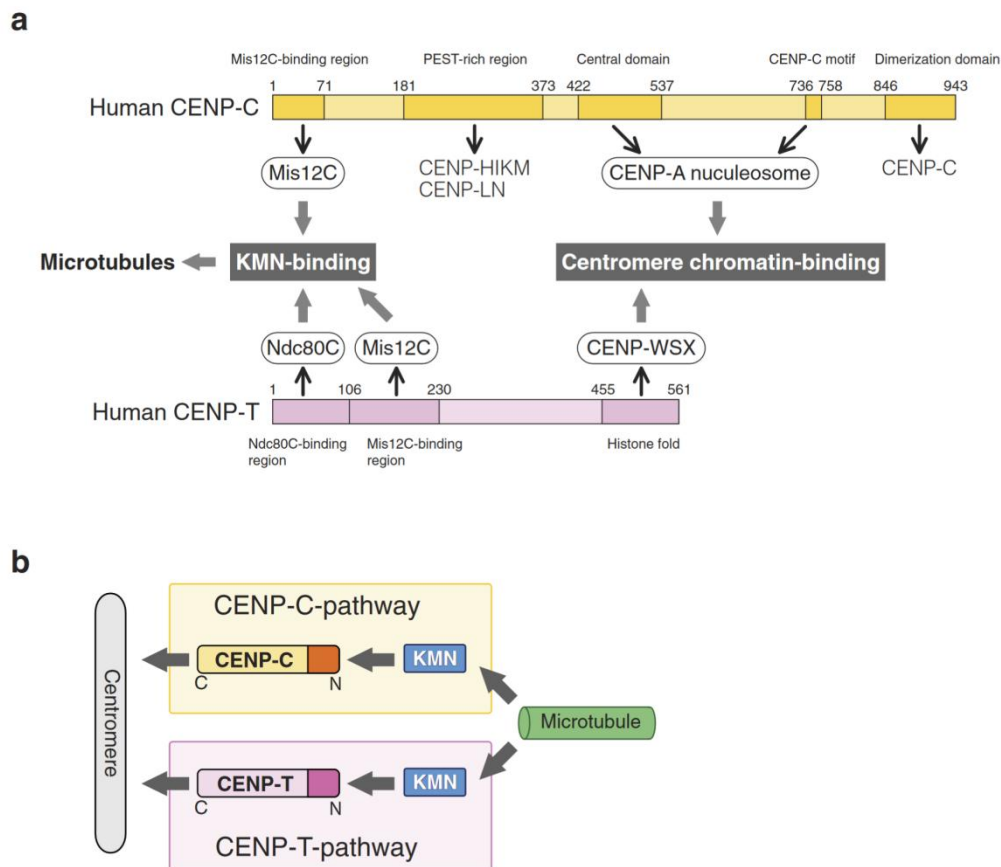 a
Mis12C-binding region PEST-rich region Central domain CENP-C motif Dimerization domain
1 71 181 373 422 537 736 758 846 943
Human CENP-C
Mis12C
CENP-HIKM
CENP-LN
CENP-A nuculeosome
CENP-C
Microtubules KMN-binding Centromere chromatin-binding
Ndc80C Mis12C CENP-WSX
1 106 230 455 561
Human CENP-T
Ndc80C-binding
region
Mis12C-binding
region
Histone fold
b
CENP-C-pathway
CENP-C KMN
C N
Centromere
Microtubule
CENP-T KMN
C N
CENP-T-pathway